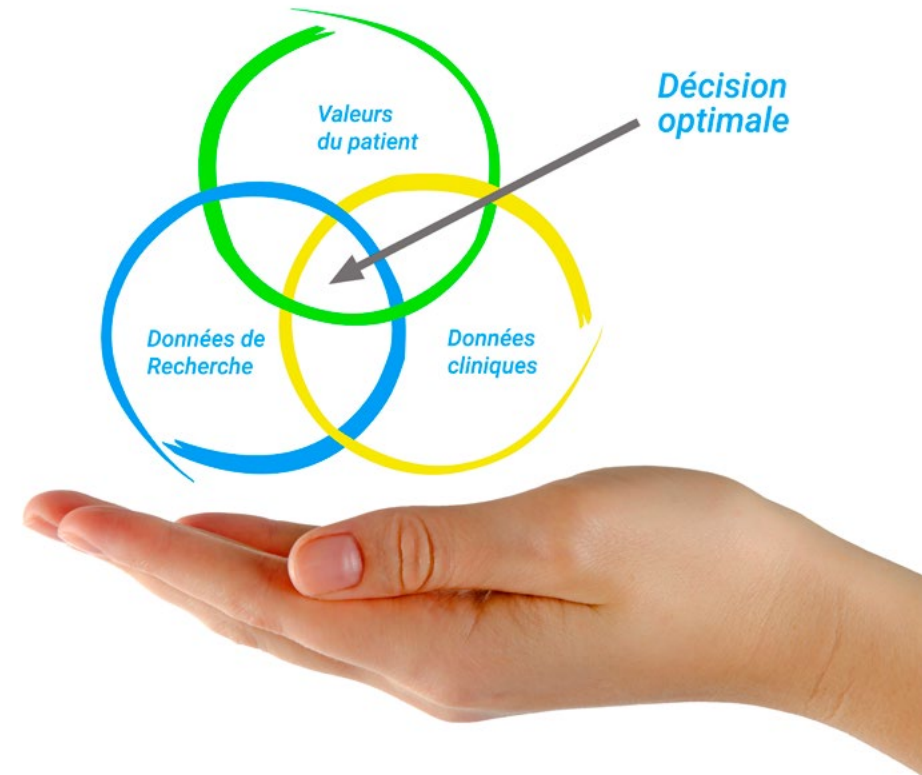 Valeurs
du patient
Décision
optimale
Données de
Recherche
Données
cliniques